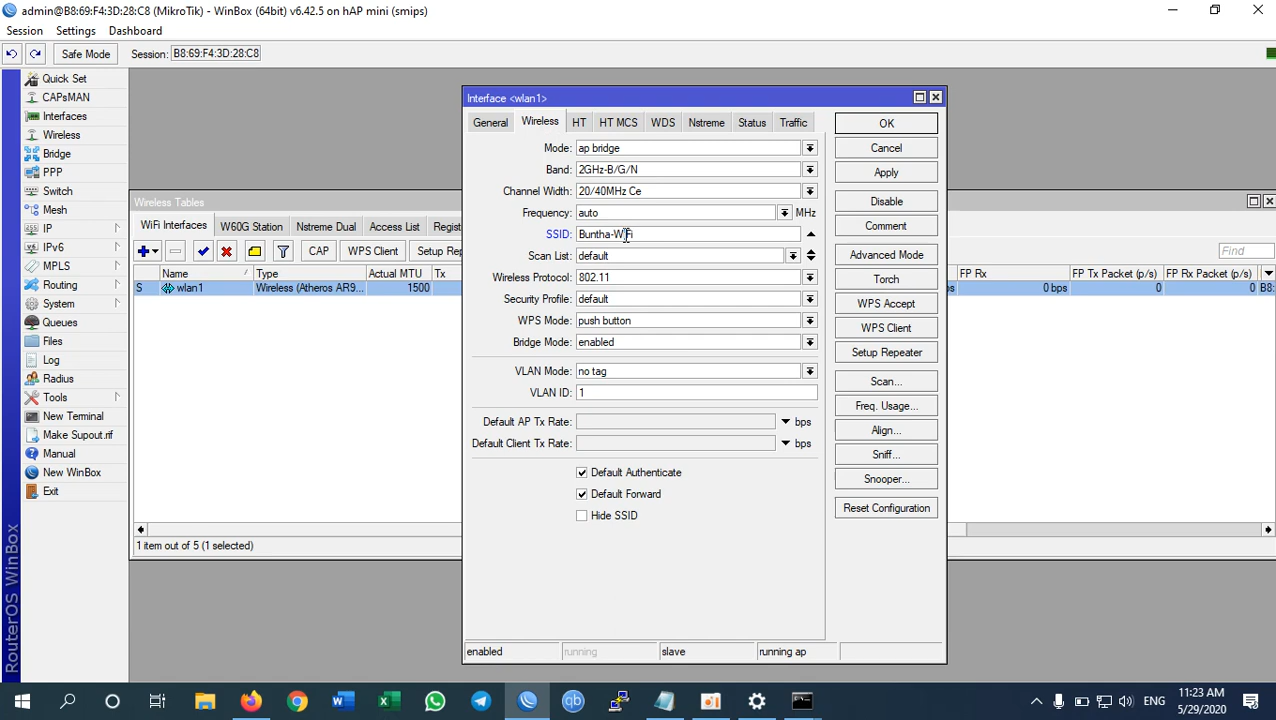 admin@B8:69:F4:3D:28:C8 (MikroTik) - WinBox (64bit) v6.42.5 on hAP mini (smips)
Session Settings Dashboard
Safe Mode Session: B8:69:F4:3D:28:C8
Quick Set
CAPsMAN
Interfaces
Wireless
Bridge
PPP
Switch
Mesh
IP
IPv6
MPLS
Routing
System
Queues
Files
Log
Radius
Tools
New Terminal
Make Supout.rif
Manual
New WinBox
Exit
RouterOS WinBox
Wireless Tables
WiFi Interfaces W60G Station Nstreme Dual Access List Regist
CAP WPS Client Setup Rep
Find
Name Type Actual MTU Tx
FP Rx FP Tx Packet (p/s) FP Rx Packet (p/s)
S wlan1 Wireless (Atheros AR9... 1500
bps 0 bps 0 0 B8:
1 item out of 5 (1 selected)
Interface <wlan1>
General Wireless HT HT MCS WDS Nstreme Status Traffic
Mode: ap bridge
Band: 2GHz-B/G/N
Channel Width: 20/40MHz Ce
Frequency: auto MHz
SSID: Buntha-WiFi
Scan List: default
Wireless Protocol: 802.11
Security Profile: default
WPS Mode: push button
Bridge Mode: enabled
VLAN Mode: no tag
VLAN ID: 1
Default AP Tx Rate: bps
Default Client Tx Rate: bps
Default Authenticate
Default Forward
Hide SSID
OK
Cancel
Apply
Disable
Comment
Advanced Mode
Torch
WPS Accept
WPS Client
Setup Repeater
Scan...
Freq. Usage...
Align...
Sniff...
Snooper...
Reset Configuration
enabled running slave running ap
ENG
11:23 AM
5/29/2020